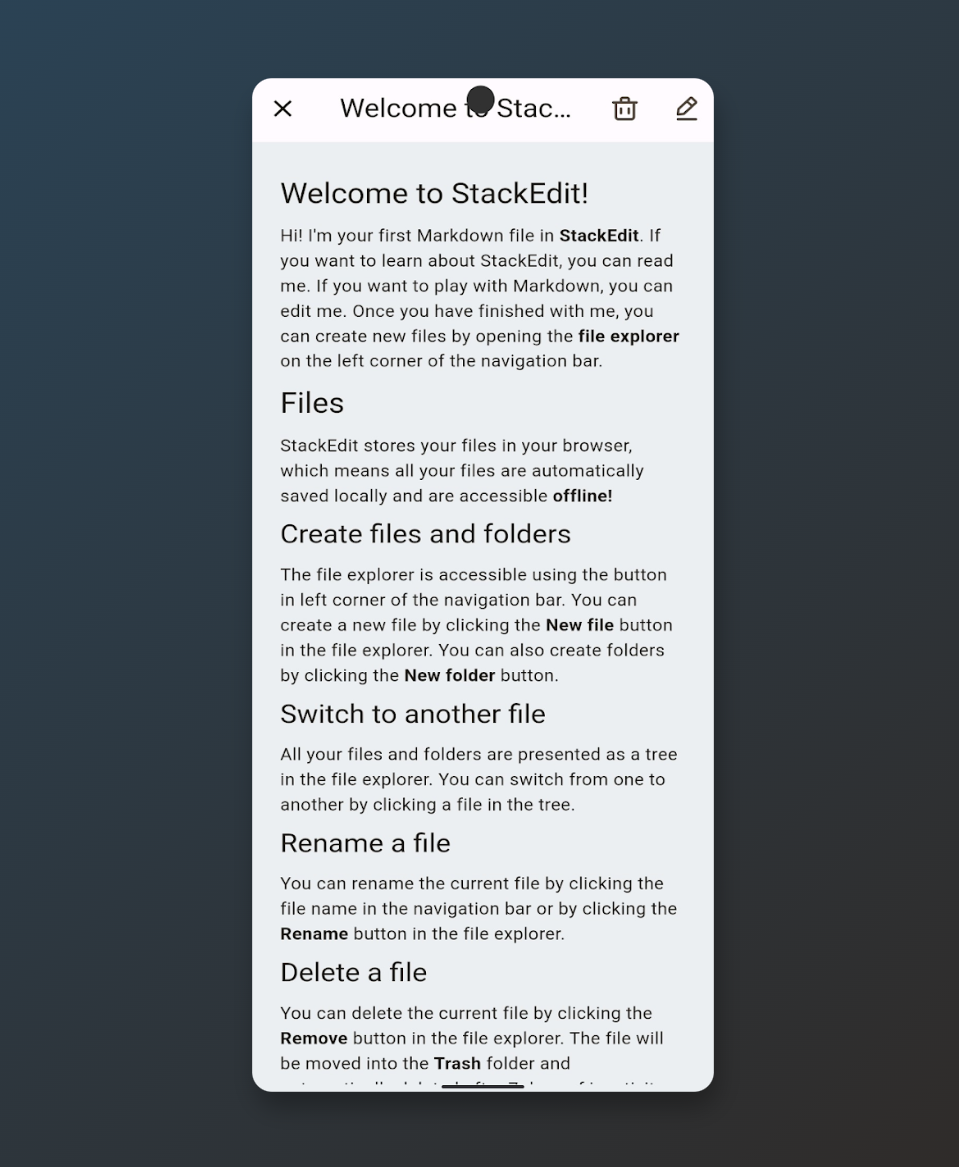 Welcome to Stac...
Welcome to StackEdit!
Hi! I'm your first Markdown file in StackEdit. If
you want to learn about StackEdit, you can read
me. If you want to play with Markdown, you can
edit me. Once you have finished with me, you
can create new files by opening the file explorer
on the left corner of the navigation bar.
Files
StackEdit stores your files in your browser,
which means all your files are automatically
saved locally and are accessible offline!
Create files and folders
The file explorer is accessible using the button
in left corner of the navigation bar. You can
create a new file by clicking the New file button
in the file explorer. You can also create folders
by clicking the New folder button.
Switch to another file
All your files and folders are presented as a tree
in the file explorer. You can switch from one to
another by clicking a file in the tree.
Rename a file
You can rename the current file by clicking the
file name in the navigation bar or by clicking the
Rename button in the file explorer.
Delete a file
You can delete the current file by clicking the
Remove button in the file explorer. The file will
be moved into the Trash folder and